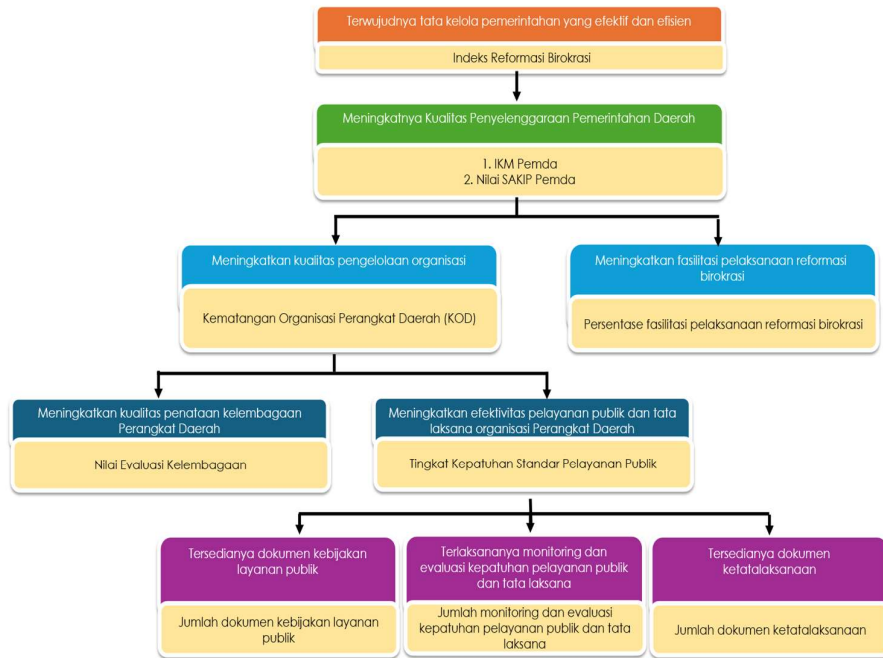 Terwujudnya tata kelola pemerintahan yang efektif dan efisien
Indeks Reformasi Birokrasi
Meningkatnya Kualitas Penyelenggaraan Pemerintahan Daerah
1. IKM Pemda
2. Nilai SAKIP Pemda
Meningkatkan kualitas pengeloloaan organisasi
Kematangan Organisasi Perangkat Daerah (KOD)
Meningkatkan fasilitasi pelaksanaan reformasi
birokrasi
Persentase fasilitasi pelaksanaan reformasi birokrasi
Meningkatkan kualitas penataan kelembagaan
Perangkat Daerah
Nilai Evaluasi Kelembagaan
Meningkatkan efektivitas pelayanan publik dan tata
laksana organisasi Perangkat Daerah
Tingkat Kepatuhan Standar Pelayanan Publik
Tersedianya dokumen kebijakan
layanan publik
Jumlah dokumen kebijakan layanan
publik
Terlaksananya monitoring dan
evaluasi kepatuhan pelayanan publik
dan tata laksana
Jumlah monitoring dan evaluasi
kepatuhan pelayanan publik dan tata
laksana
Tersedianya dokumen
ketatalaksanaan
Jumlah dokumen ketatalaksanaan